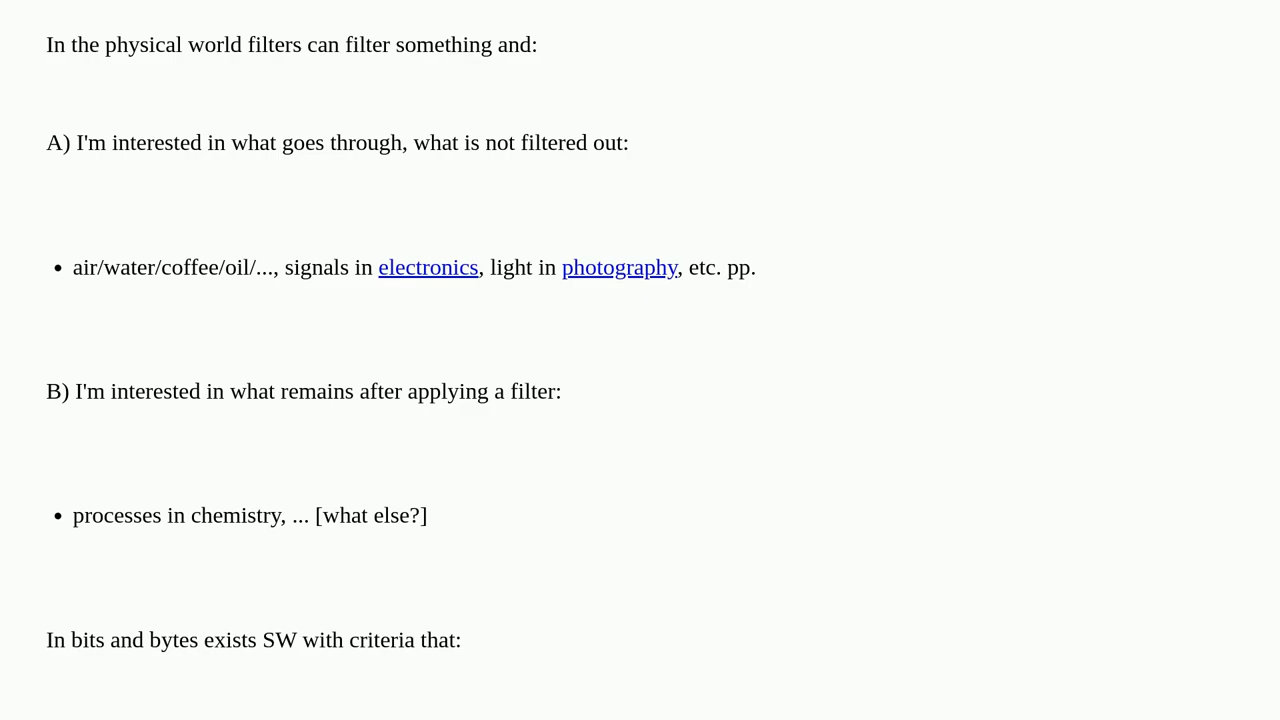 In the physical world filters can filter something and:
A) I'm interested in what goes through, what is not filtered out:
• air/water/coffee/oil/..., signals in electronics, light in photography, etc. pp.
B) I'm interested in what remains after applying a filter:
• processes in chemistry, ... [what else?]
In bits and bytes exists SW with criteria that: